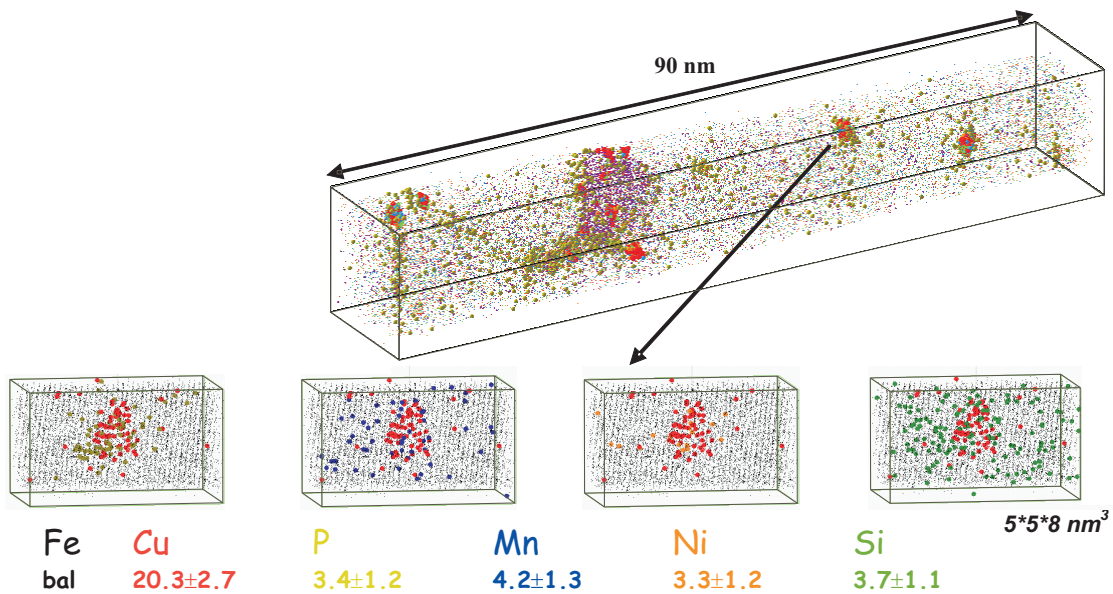 90 nm
5*5*8 nm³
Fe Cu P Mn Ni Si
bal 20.3±2.7 3.4±1.2 4.2±1.3 3.3±1.2 3.7±1.1